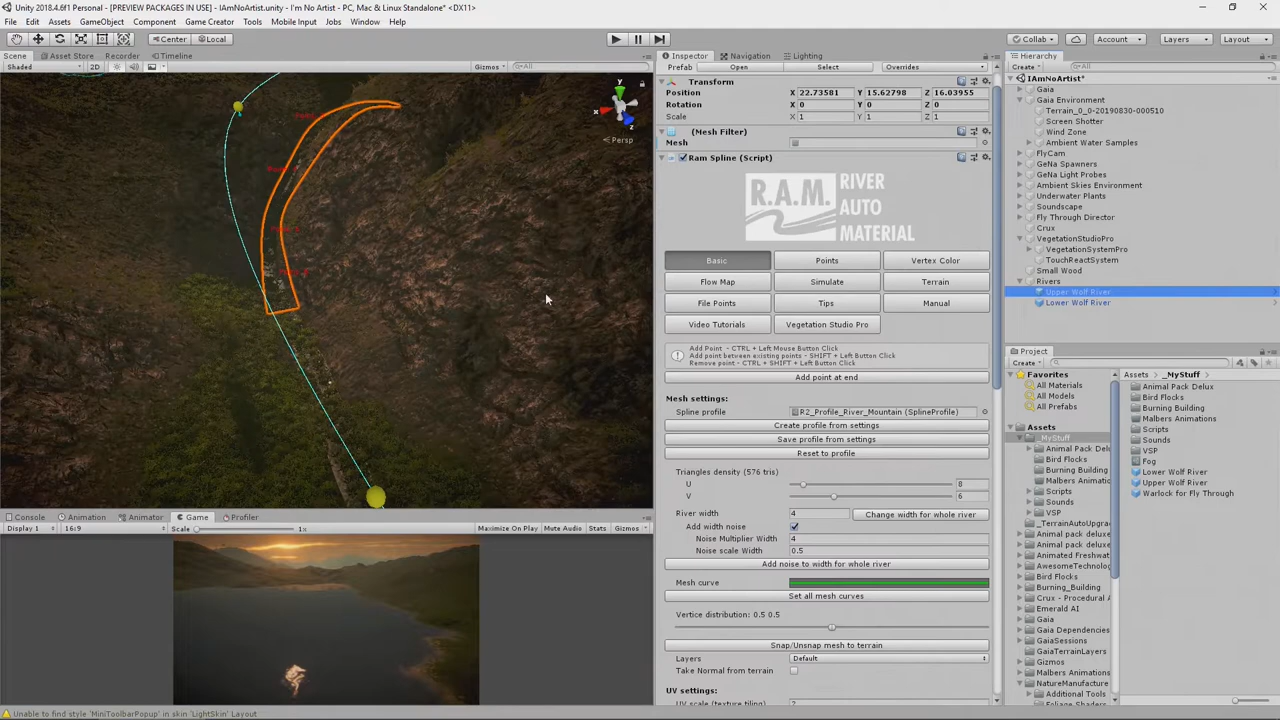 Unity 2018.4.6f1 Personal - [PREVIEW PACKAGES IN USE] - IAmNoArtist.unity - I'm No Artist - PC, Mac & Linux Standalone* <DX11>
File Edit Assets GameObject Component Game Creator Tools Mobile Input Jobs Window Help
Center Local Collab Account Layers Layout
Scene Asset Store Recorder Timeline
Shaded 2D Gizmos All
y
x
z
Persp
Inspector Navigation Lighting
Prefab Open Select Overrides
Transform
Position X 22.73581 Y 15.62798 Z 16.03955
Rotation X 0 Y 0 Z 0
Scale X 1 Y 1 Z 1
(Mesh Filter)
Mesh
Ram Spline (Script)
R.A.M. RIVER AUTO MATERIAL
Basic Points Vertex Color
Flow Map Simulate Terrain
File Points Tips Manual
Video Tutorials Vegetation Studio Pro
Add Point - CTRL + Left Mouse Button Click
Add point between existing points - SHIFT + Left Button Click
Remove point - CTRL + SHIFT + Left Button Click
Add point at end
Mesh settings:
Spline profile R2_Profile_River_Mountain (SplineProfile)
Create profile from settings
Save profile from settings
Reset to profile
Triangles density (576 tris)
U 8
V 6
River width 4 Change width for whole river
Add width noise
Noise Multiplier Width 4
Noise scale Width 0.5
Add noise to width for whole river
Mesh curve
Set all mesh curves
Vertice distribution: 0.5 0.5
Snap/Unsnap mesh to terrain
Layers Default
Take Normal from terrain
UV settings:
Hierarchy
Create All
IAmNoArtist*
Gaia
Gaia Environment
Terrain_0_0-20190830-000510
Screen Shotter
Wind Zone
Ambient Water Samples
FlyCam
GeNa Spawners
GeNa Light Probes
Ambient Skies Environment
Underwater Plants
Soundscape
Fly Through Director
Crux
VegetationStudioPro
VegetationSystemPro
TouchReactSystem
Small Wood
Rivers
Upper Wolf River
Lower Wolf River
Project
Create
Favorites
All Materials
All Models
All Prefabs
Assets
_MyStuff
Animal Pack Delu
Bird Flocks
Burning Building
Malbers Animatio
Scripts
Sounds
VSP
_TerrainAutoUpgra
Animal pack deluxe
Animal pack deluxe
Animated Freshwat
AwesomeTechnolog
Bird Flocks
Burning_Building
Crux - Procedural A
Emerald AI
Gaia
Gaia Dependencies
GaiaSessions
GaiaTerrainLayers
Gizmos
Malbers Animations
NatureManufacture
Additional Tools
Foliage Shaders
Assets _MyStuff
Animal Pack Delux
Bird Flocks
Burning Building
Malbers Animations
Scripts
Sounds
VSP
Fog
Lower Wolf River
Upper Wolf River
Warlock for Fly Through
Console Animation Animator Game Profiler
Display 1 16:9 Scale 1x Maximize On Play Mute Audio Stats Gizmos
Unable to find style 'MiniToolbarPopup' in skin 'LightSkin' Layout